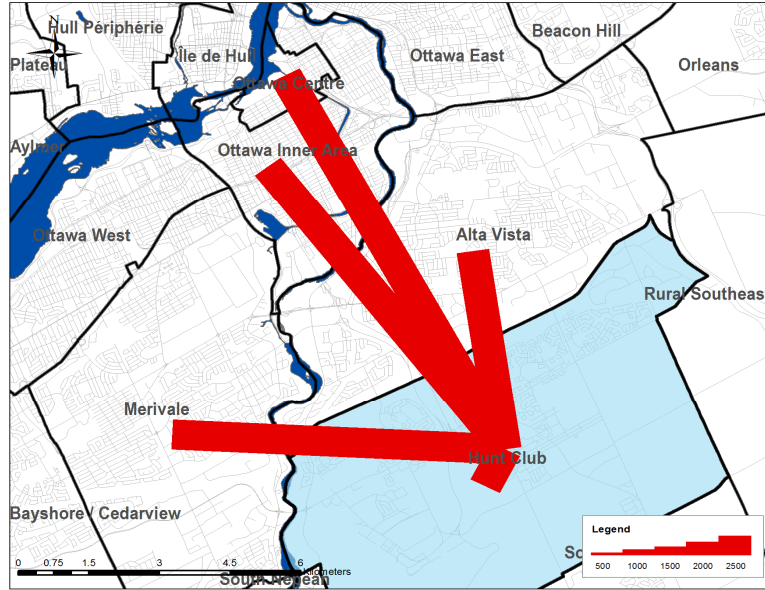 N
Hull Périphérie
Beacon Hill
Île de Hull
Ottawa East
Plateau
Orleans
Ottawa Centre
Aylmer
Ottawa Inner Area
Ottawa West
Alta Vista
Rural Southeas
Merivale
Hunt Club
Bayshore / Cedarview
Legend
So
500 1000 1500 2000 2500
0 0.75 1.5 3 4.5 6
Kilometers
South Nepean